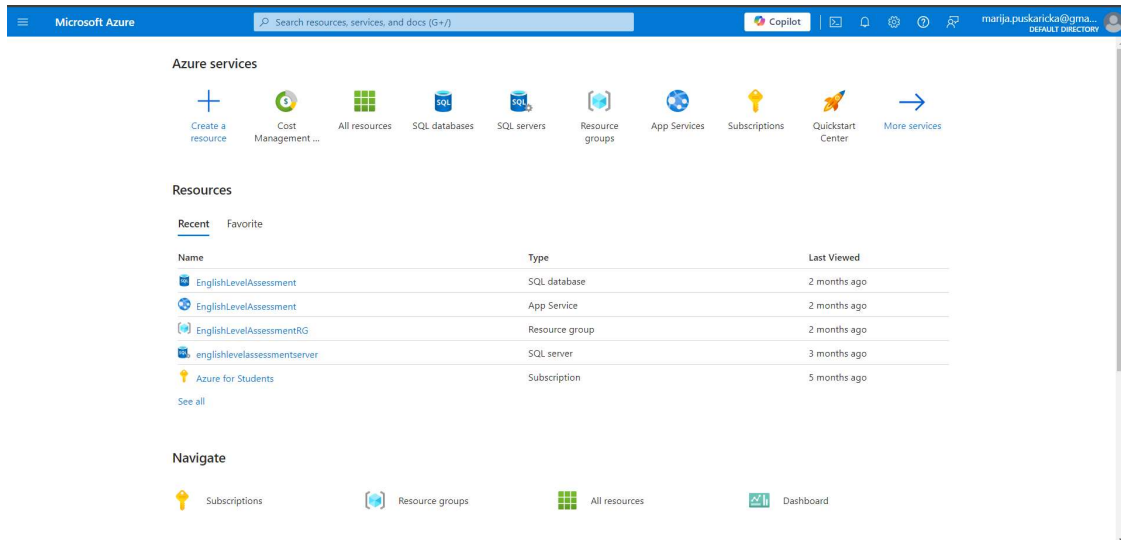 Microsoft Azure
Search resources, services, and docs (G+/)
Copilot
marija.puskaricka@gma...
DEFAULT DIRECTORY
Azure services
Create a resource
Cost Management ...
All resources
SQL databases
SQL servers
Resource groups
App Services
Subscriptions
Quickstart Center
More services
Resources
Recent Favorite
Name Type Last Viewed
SQL EnglishLevelAssessment SQL database 2 months ago
EnglishLevelAssessment App Service 2 months ago
EnglishLevelAssessmentRG Resource group 2 months ago
SQL englishlevelassessmentserver SQL server 3 months ago
Azure for Students Subscription 5 months ago
See all
Navigate
Subscriptions Resource groups All resources Dashboard